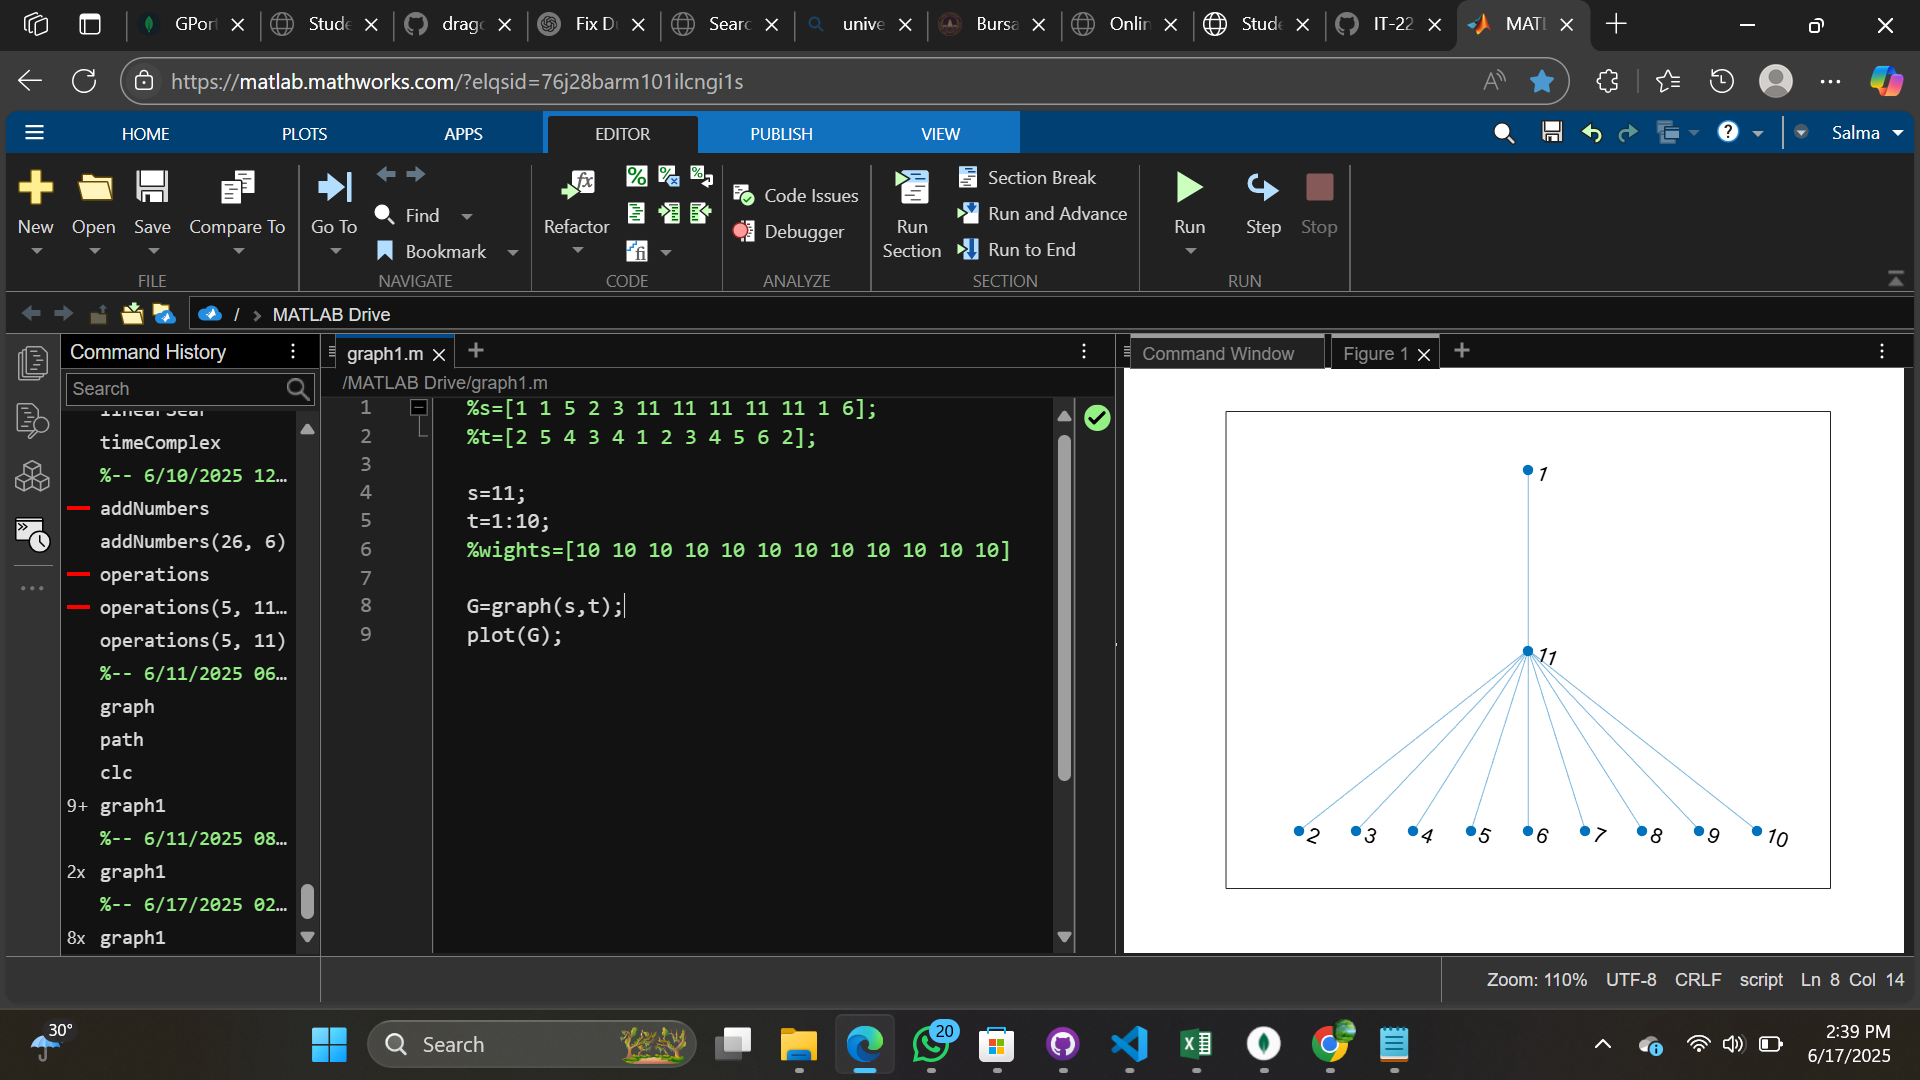 GPort
Stude
drago
Fix Du
Searc
unive
Bursa
Onlin
Stude
IT-22
MATL
https://matlab.mathworks.com/?elqsid=76j28barm101ilcngi1s
HOME PLOTS APPS EDITOR PUBLISH VIEW
Salma
New Open Save Compare To
FILE
Go To Find Bookmark
NAVIGATE
Refactor
CODE
Code Issues
Debugger
ANALYZE
Run Section
Section Break
Run and Advance
Run to End
SECTION
Run Step Stop
RUN
/ > MATLAB Drive
Command History
Search
timeComplex
%-- 6/10/2025 12...
addNumbers
addNumbers(26, 6)
operations
operations(5, 11...
operations(5, 11)
%-- 6/11/2025 06...
graph
path
clc
9+ graph1
%-- 6/11/2025 08...
2x graph1
%-- 6/17/2025 02...
8x graph1
graph1.m
/MATLAB Drive/graph1.m
1 %s=[1 1 5 2 3 11 11 11 11 11 1 6];
2 %t=[2 5 4 3 4 1 2 3 4 5 6 2];
3
4 s=11;
5 t=1:10;
6 %wights=[10 10 10 10 10 10 10 10 10 10 10 10]
7
8 G=graph(s,t);
9 plot(G);
Command Window
Figure 1
1
11
2 3 4 5 6 7 8 9 10
Zoom: 110% UTF-8 CRLF script Ln 8 Col 14
30°
Search
20
2:39 PM
6/17/2025